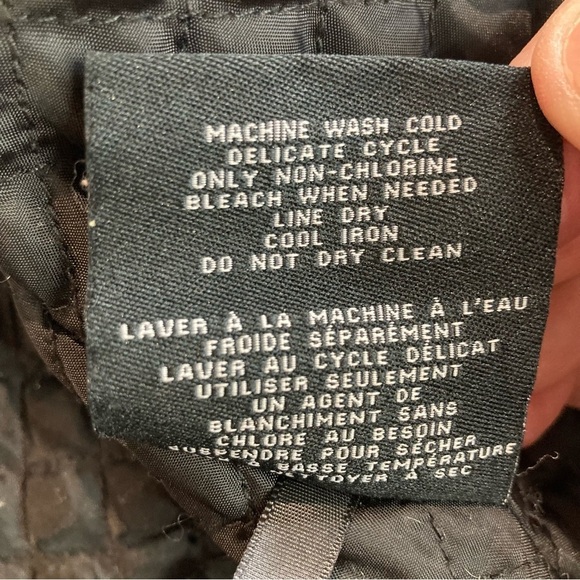 MACHINE WASH COLD
DELICATE CYCLE
ONLY NON-CHLORINE
BLEACH WHEN NEEDED
LINE DRY
COOL IRON
DO NOT DRY CLEAN
LAVER À LA MACHINE À L'EAU
FROIDE SÉPARÉMENT
LAVER AU CYCLE DÉLICAT
UTILISER SEULEMENT
UN AGENT DE
BLANCHIMENT SANS
CHLORE AU BESOIN
SUSPENDRE POUR SÉCHER
À BASSE TEMPÉRATURE
À SEC